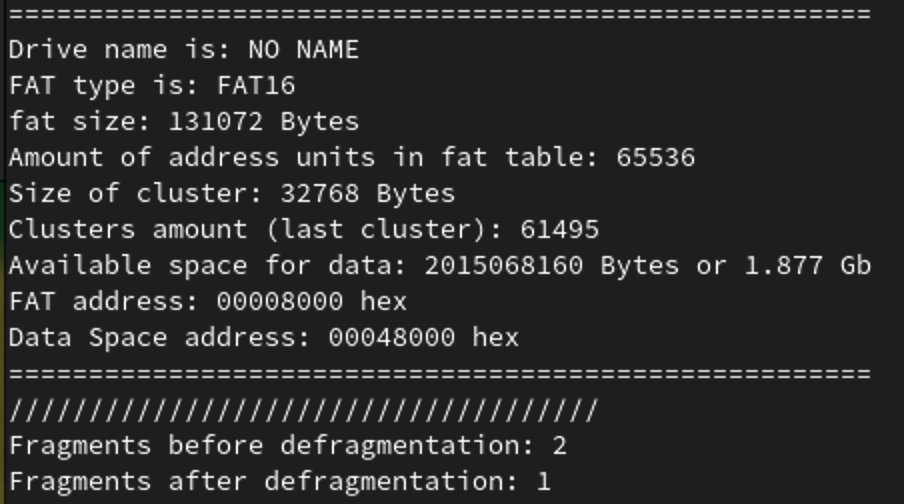 ======================================================
Drive name is: NO NAME
FAT type is: FAT16
fat size: 131072 Bytes
Amount of address units in fat table: 65536
Size of cluster: 32768 Bytes
Clusters amount (last cluster): 61495
Available space for data: 2015068160 Bytes or 1.877 Gb
FAT address: 00008000 hex
Data Space address: 00048000 hex
======================================================
/////////////////////////////////////
Fragments before defragmentation: 2
Fragments after defragmentation: 1